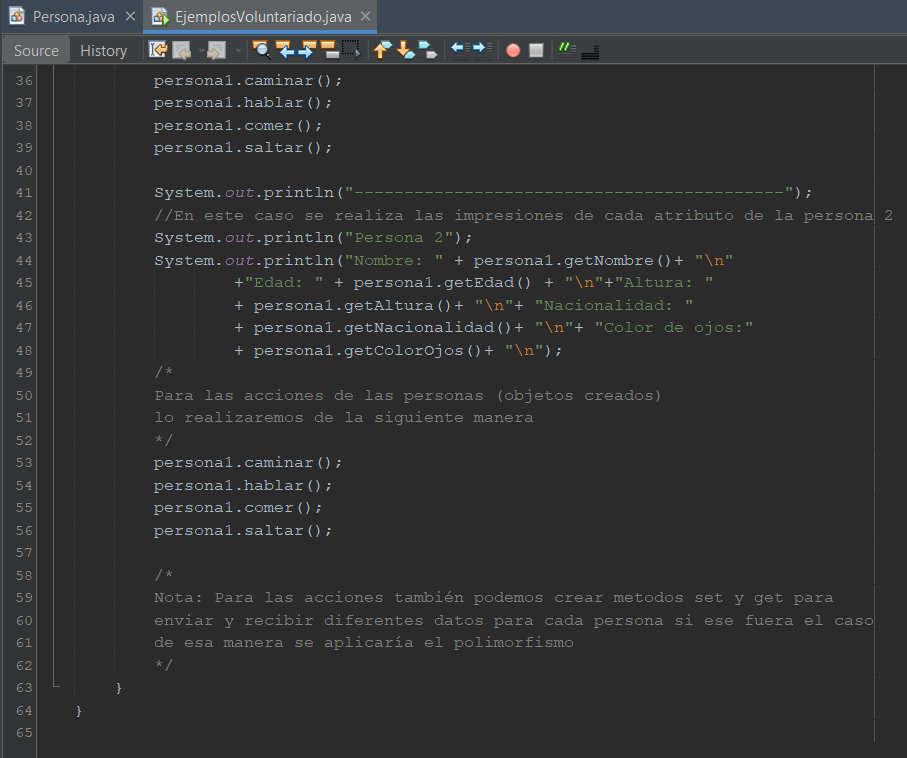 Persona.java × EjemplosVoluntariado.java ×
Source History
36 persona1.caminar();
37 persona1.hablar();
38 persona1.comer();
39 persona1.saltar();
40
41 System.out.println("-------------------------------------------");
42 //En este caso se realiza las impresiones de cada atributo de la persona 2
43 System.out.println("Persona 2");
44 System.out.println("Nombre: " + persona1.getNombre()+ "\n"
45 +"Edad: " + persona1.getEdad() + "\n"+"Altura: "
46 + persona1.getAltura()+ "\n"+ "Nacionalidad: "
47 + persona1.getNacionalidad()+ "\n"+ "Color de ojos:"
48 + persona1.getColorOjos()+ "\n");
49 /*
50 Para las acciones de las personas (objetos creados)
51 lo realizaremos de la siguiente manera
52 */
53 persona1.caminar();
54 persona1.hablar();
55 persona1.comer();
56 persona1.saltar();
57
58 /*
59 Nota: Para las acciones también podemos crear metodos set y get para
60 enviar y recibir diferentes datos para cada persona si ese fuera el caso
61 de esa manera se aplicaría el polimorfismo
62 */
63 }
64 }
65